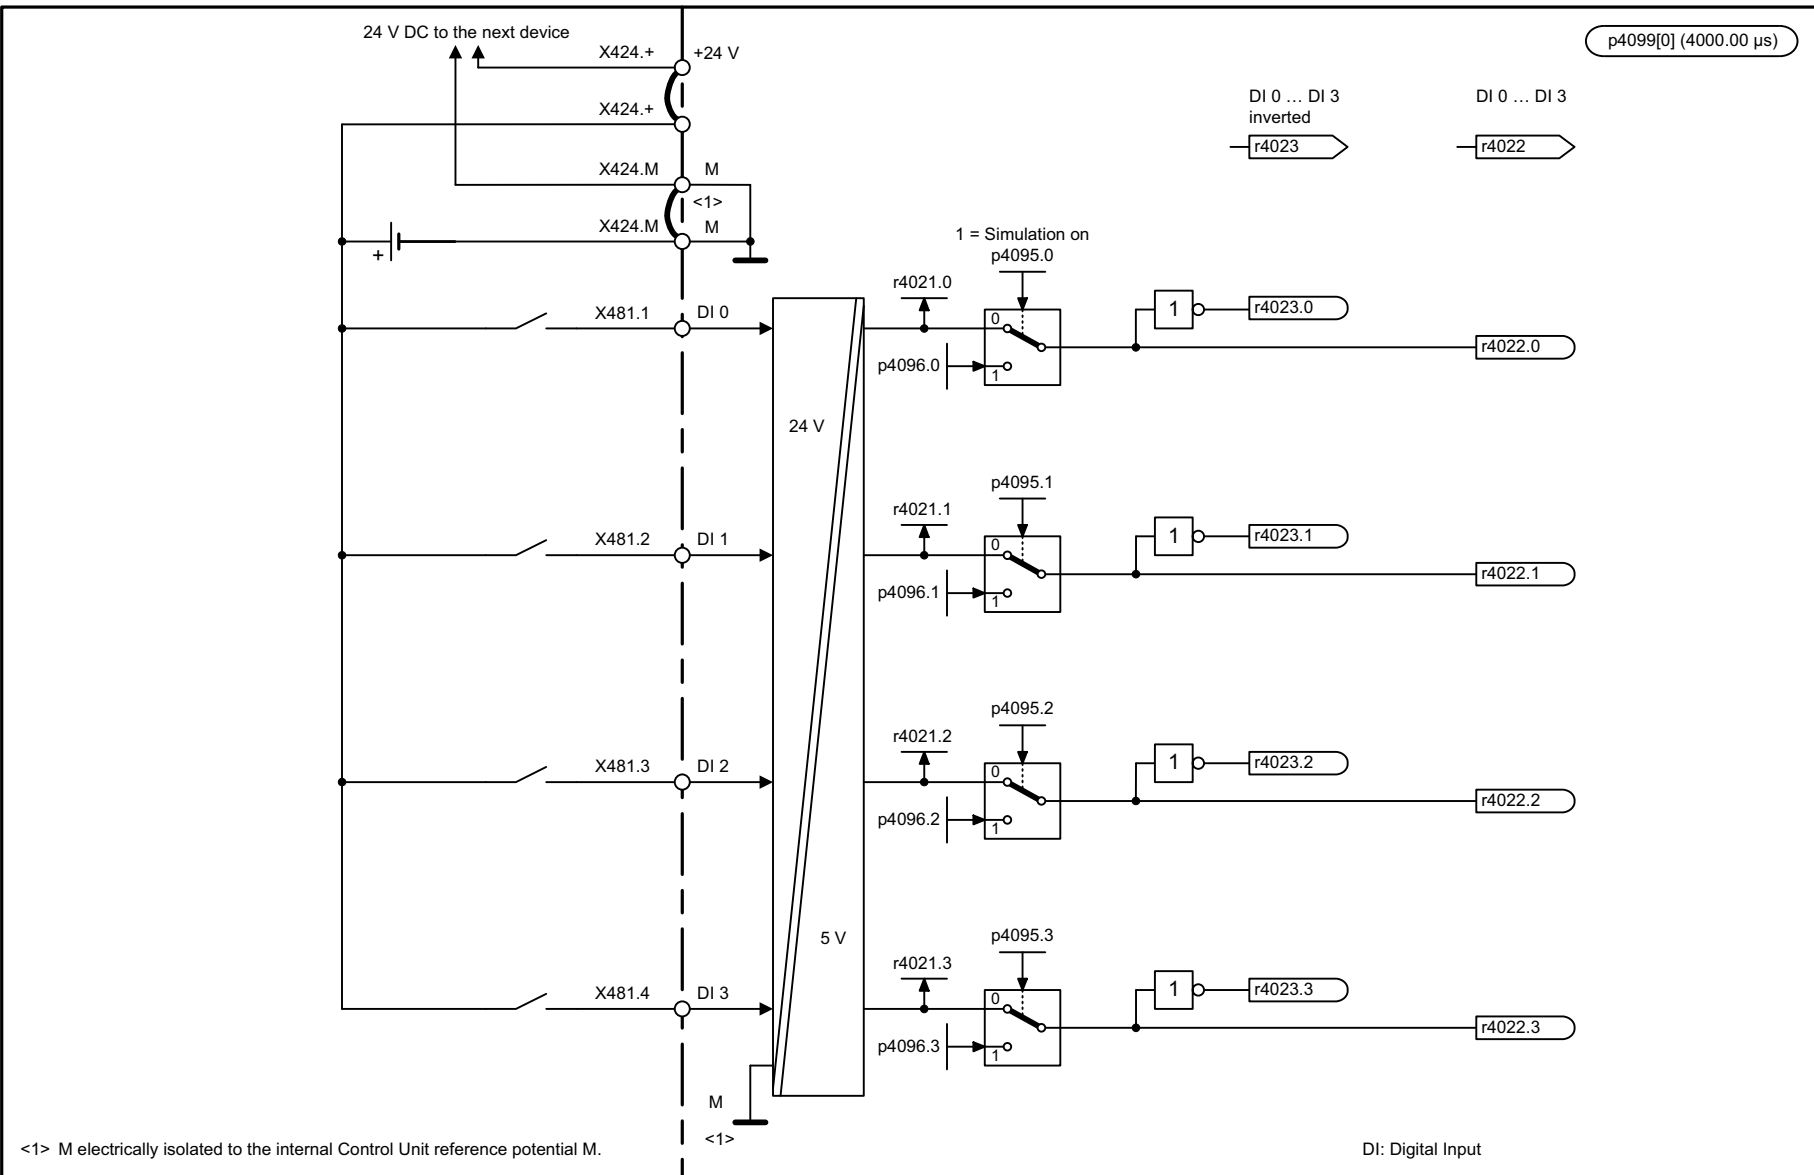 24 V DC to the next device
X424.+
+24 V
p4099[0] (4000.00 µs)
X424.+
DI 0 … DI 3
inverted
DI 0 … DI 3
r4023
r4022
X424.M
M
<1>
X424.M
M
+
1 = Simulation on
p4095.0
r4021.0
X481.1
DI 0
0
1
r4023.0
r4022.0
p4096.0
1
24 V
p4095.1
r4021.1
X481.2
DI 1
0
1
r4023.1
r4022.1
p4096.1
1
p4095.2
r4021.2
X481.3
DI 2
0
1
r4023.2
r4022.2
p4096.2
1
5 V
p4095.3
r4021.3
X481.4
DI 3
0
1
r4023.3
r4022.3
p4096.3
1
M
<1>
<1> M electrically isolated to the internal Control Unit reference potential M.
DI: Digital Input